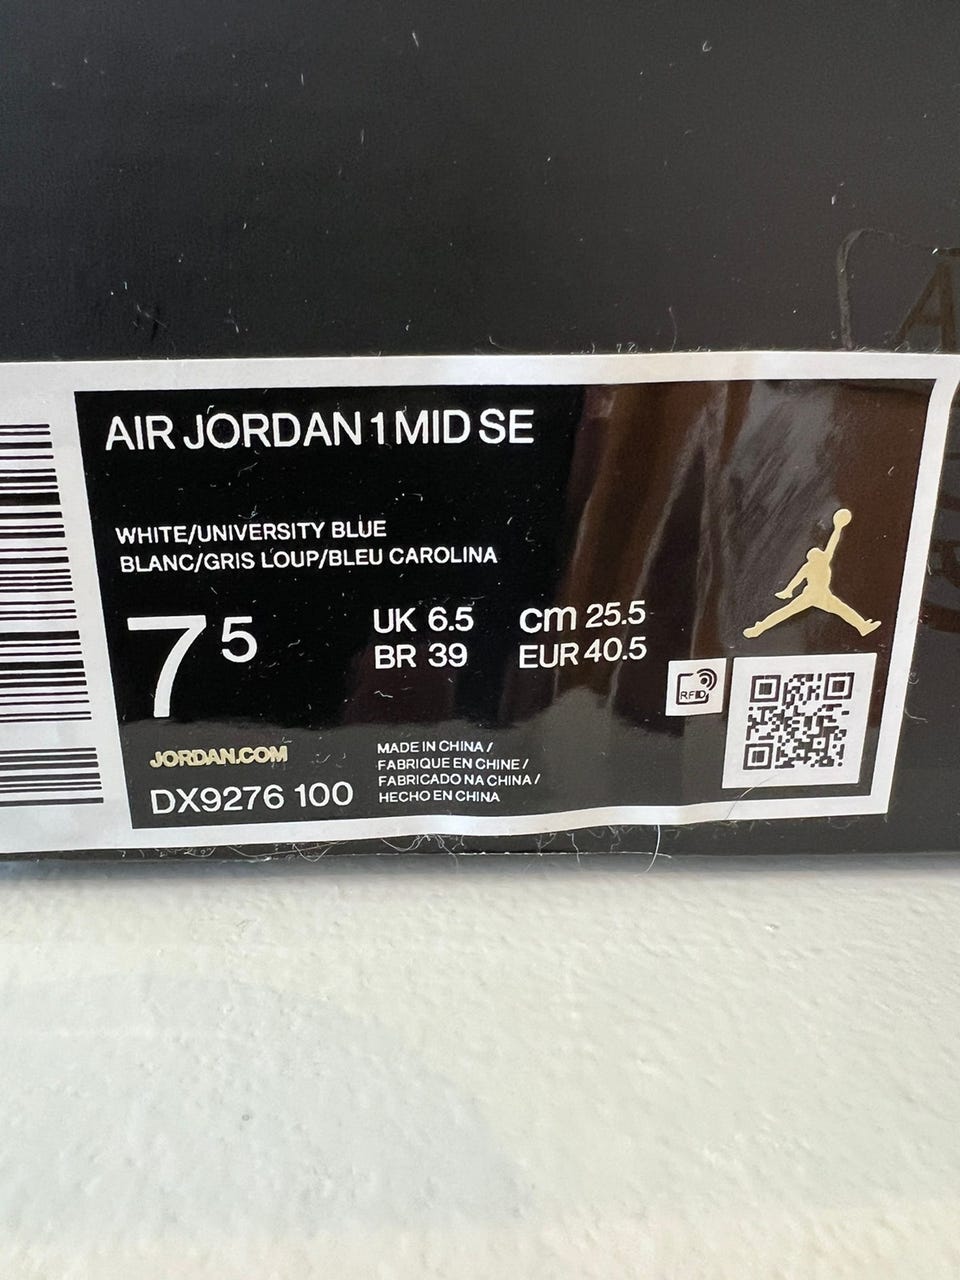 AIR JORDAN 1 MID SE
WHITE/UNIVERSITY BLUE
BLANC/GRIS LOUP/BLEU CAROLINA
7 5
UK 6.5 cm 25.5
BR 39 EUR 40.5
RFID
JORDAN.COM
DX9276 100
MADE IN CHINA /
FABRIQUE EN CHINE /
FABRICADO NA CHINA /
HECHO EN CHINA